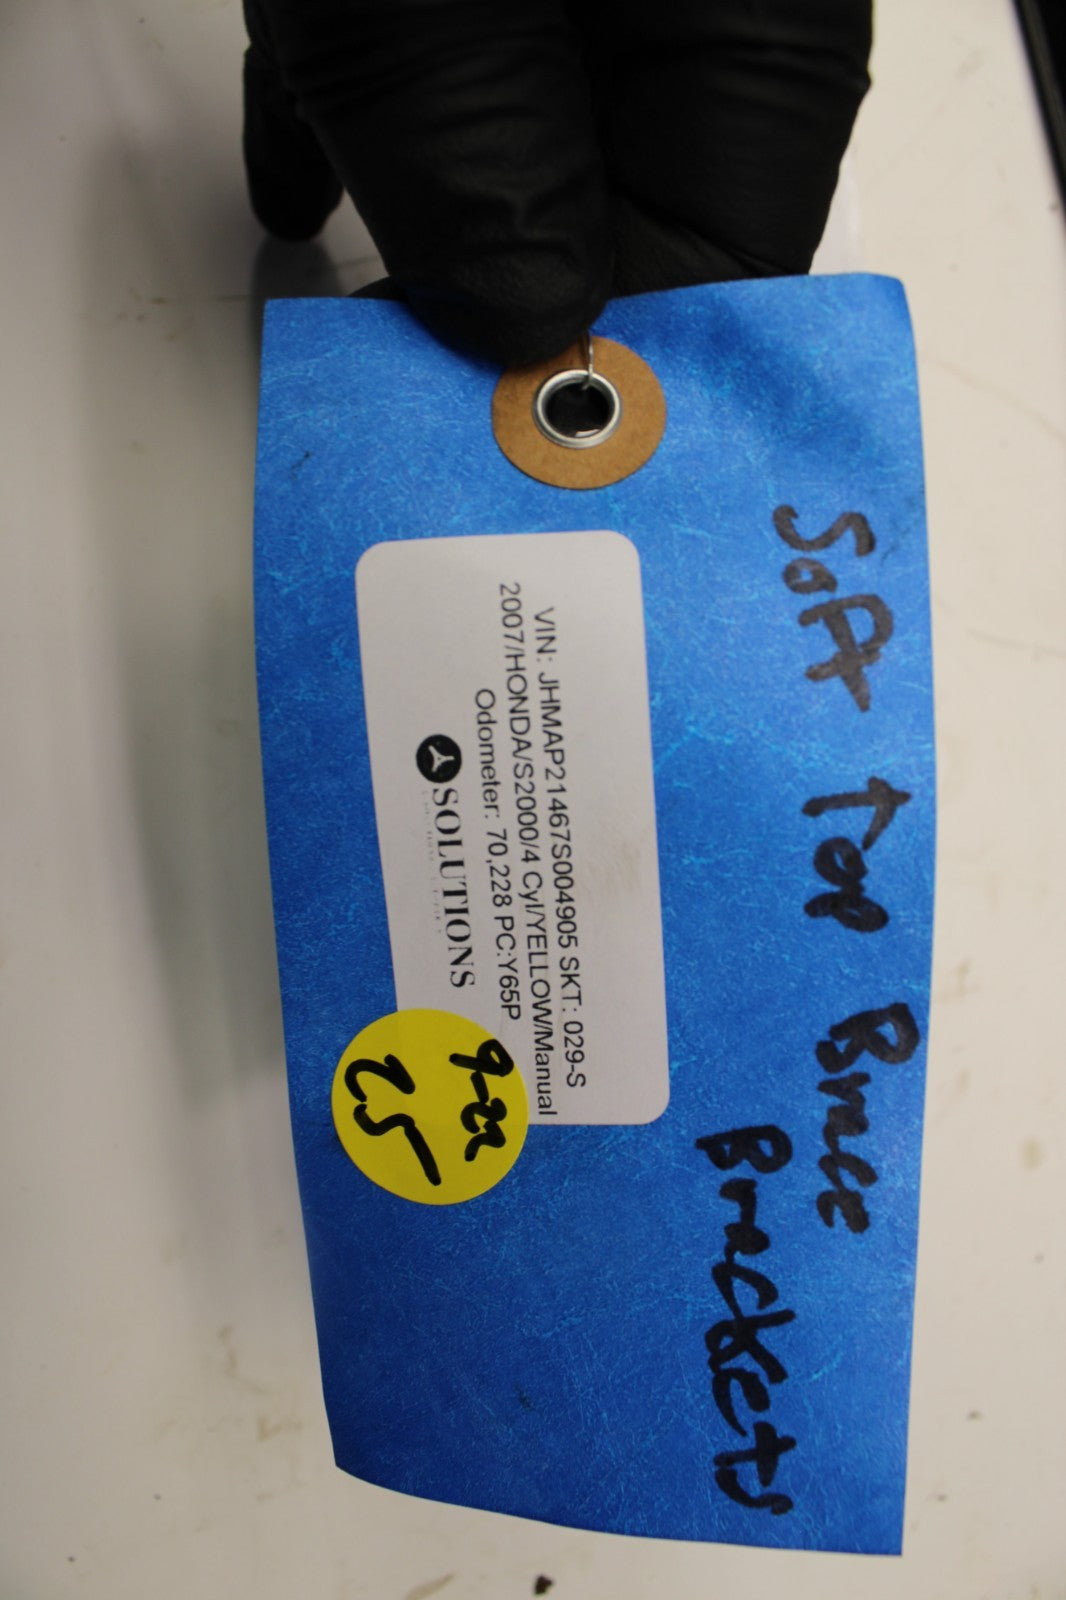 Soft Top Brace
Brackets
VIN: JHMAP21467S004905 SKT: 029-S
2007/HONDA/S2000/4 Cyl/YELLOW/Manual
Odometer: 70,228 PC:Y65P
SOLUTIONS
9-22
25